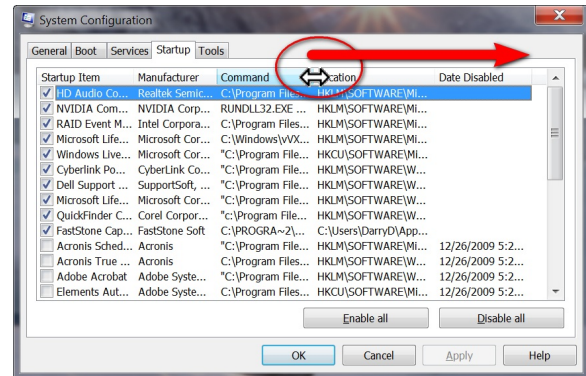 System Configuration
General Boot Services Startup Tools
Startup Item Manufacturer Command cation Date Disabled
HD Audio Co... Realtek Semic... C:\Program Files... HKLM\SOFTWARE\Mi...
NVIDIA Com... NVIDIA Corp... RUNDLL32.EXE ... HKLM\SOFTWARE\Mi...
RAID Event M... Intel Corpora... C:\Program Files... HKLM\SOFTWARE\Mi...
Microsoft Life... Microsoft Cor... C:\Windows\vVX... HKLM\SOFTWARE\Mi...
Windows Live... Microsoft Cor... "C:\Program File... HKCU\SOFTWARE\Mi...
Cyberlink Po... CyberLink Co... "C:\Program File... HKLM\SOFTWARE\W...
Dell Support ... SupportSoft, ... "C:\Program File... HKLM\SOFTWARE\W...
Microsoft Life... Microsoft Cor... "C:\Program File... HKLM\SOFTWARE\W...
QuickFinder C... Corel Corpor... "c:\Program File... HKLM\SOFTWARE\W...
FastStone Cap... FastStone Soft C:\PROGRA~2\... C:\Users\DarryD\App...
Acronis Sched... Acronis "C:\Program File... HKLM\SOFTWARE\Mi... 12/26/2009 5:2...
Acronis True ... Acronis "C:\Program File... HKLM\SOFTWARE\W... 12/26/2009 5:2...
Adobe Acrobat Adobe Syste... "C:\Program File... HKLM\SOFTWARE\W... 12/26/2009 5:2...
Elements Aut... Adobe Syste... C:\Program Files... HKCU\SOFTWARE\Mi... 12/26/2009 5:2...
Enable all Disable all
OK Cancel Apply Help